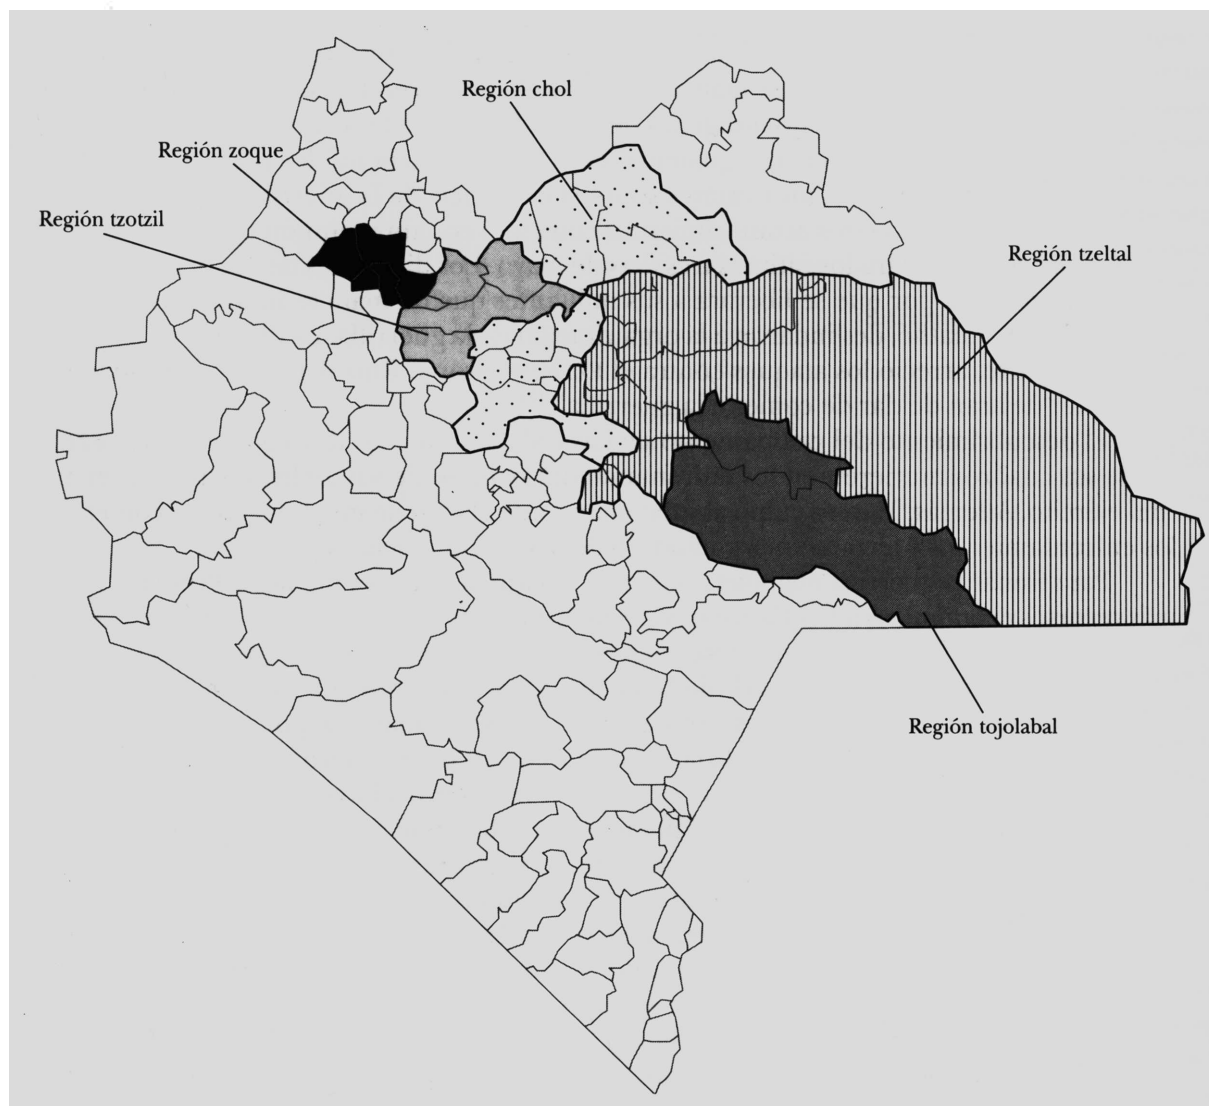 Región chol
Región zoque
Región tzotzil
Región tzeltal
Región tojolabal